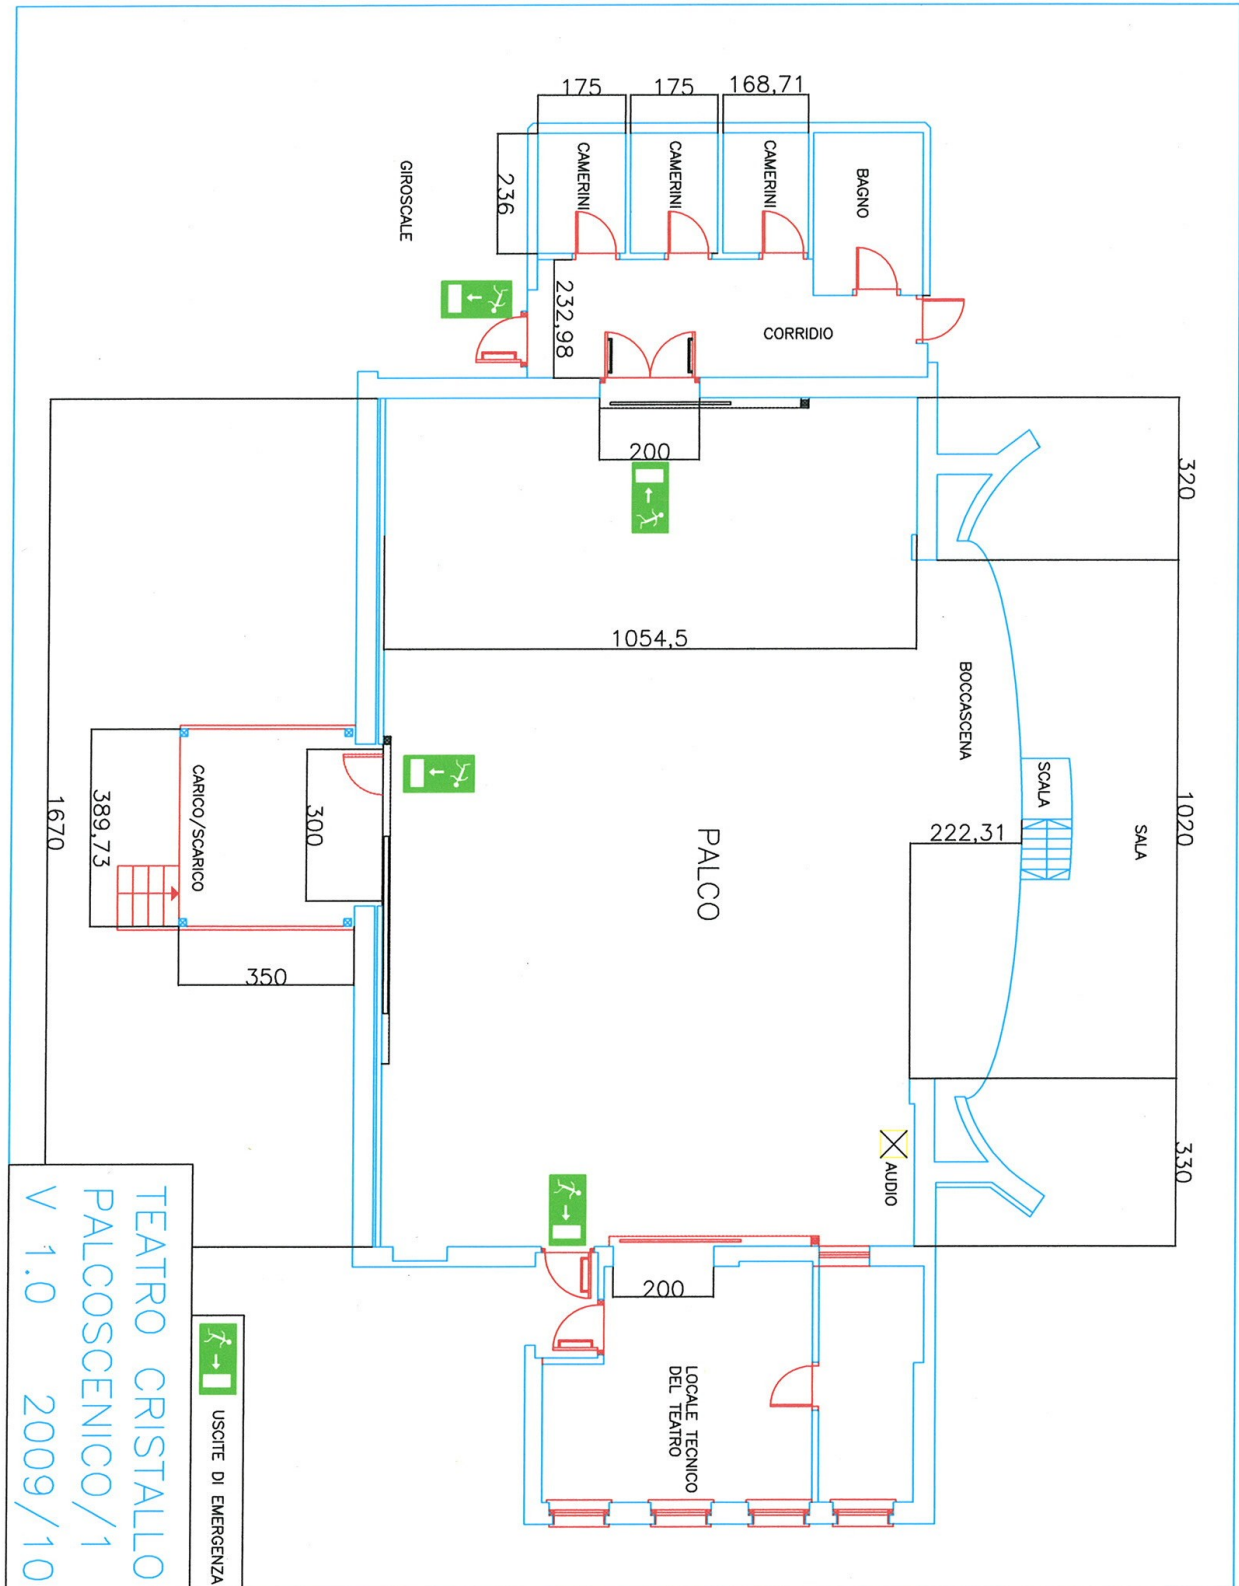 175
175
168,71
CAMERINI
CAMERINI
CAMERINI
BAGNO
236
GIROSCALE
232,98
CORRIDIO
200
320
1054,5
BOCCASCENA
SCALA
1020
SALA
222,31
PALCO
CARICO/SCARICO
300
389,73
1670
350
330
AUDIO
200
LOCALE TECNICO
DEL TEATRO
TEATRO CRISTALLO
PALCOSCENICO/1
V 1.0 2009/10
USCITE DI EMERGENZA